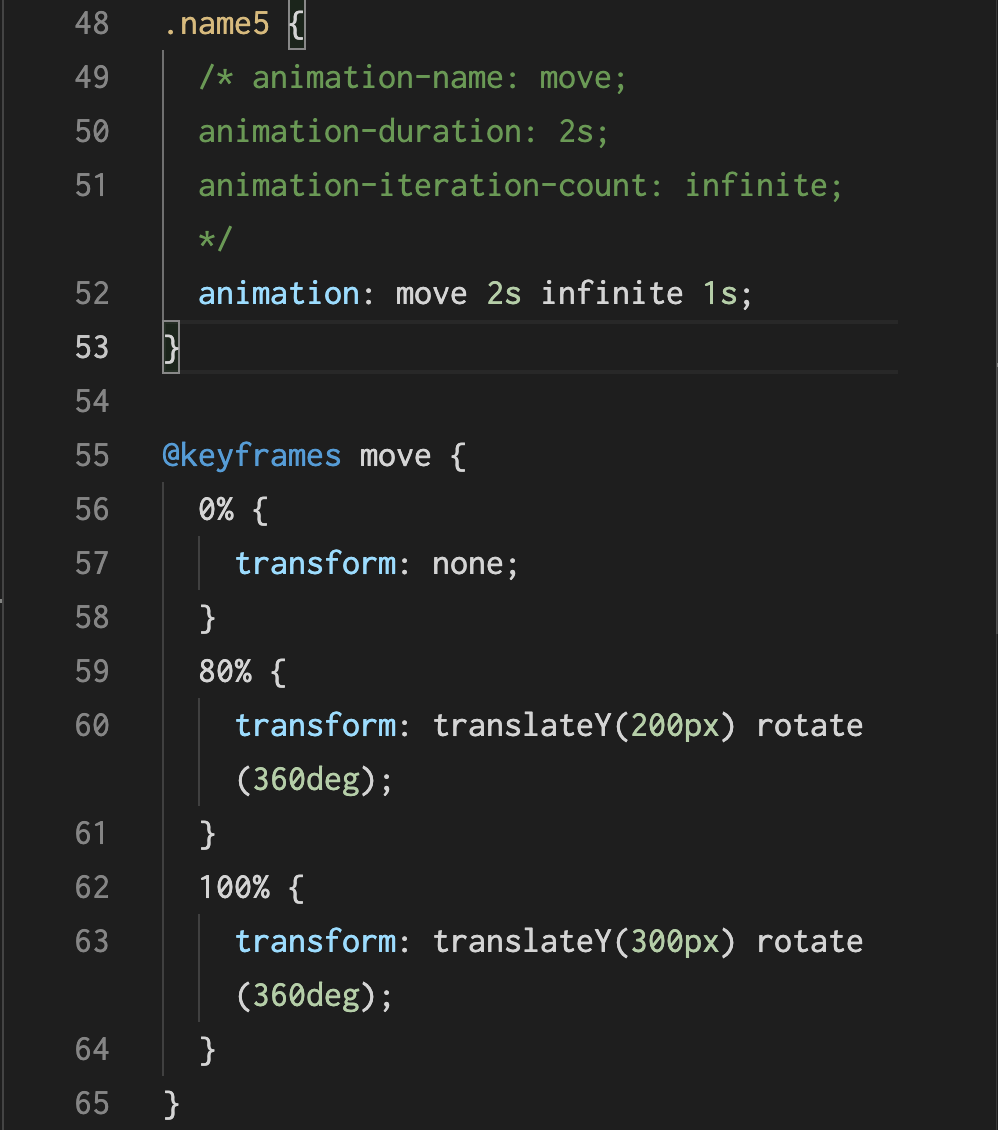 48 .name5 {
49 /* animation-name: move;
50 animation-duration: 2s;
51 animation-iteration-count: infinite;
*/
52 animation: move 2s infinite 1s;
53 }
54
55 @keyframes move {
56 0% {
57 transform: none;
58 }
59 80% {
60 transform: translateY(200px) rotate
(360deg);
61 }
62 100% {
63 transform: translateY(300px) rotate
(360deg);
64 }
65 }